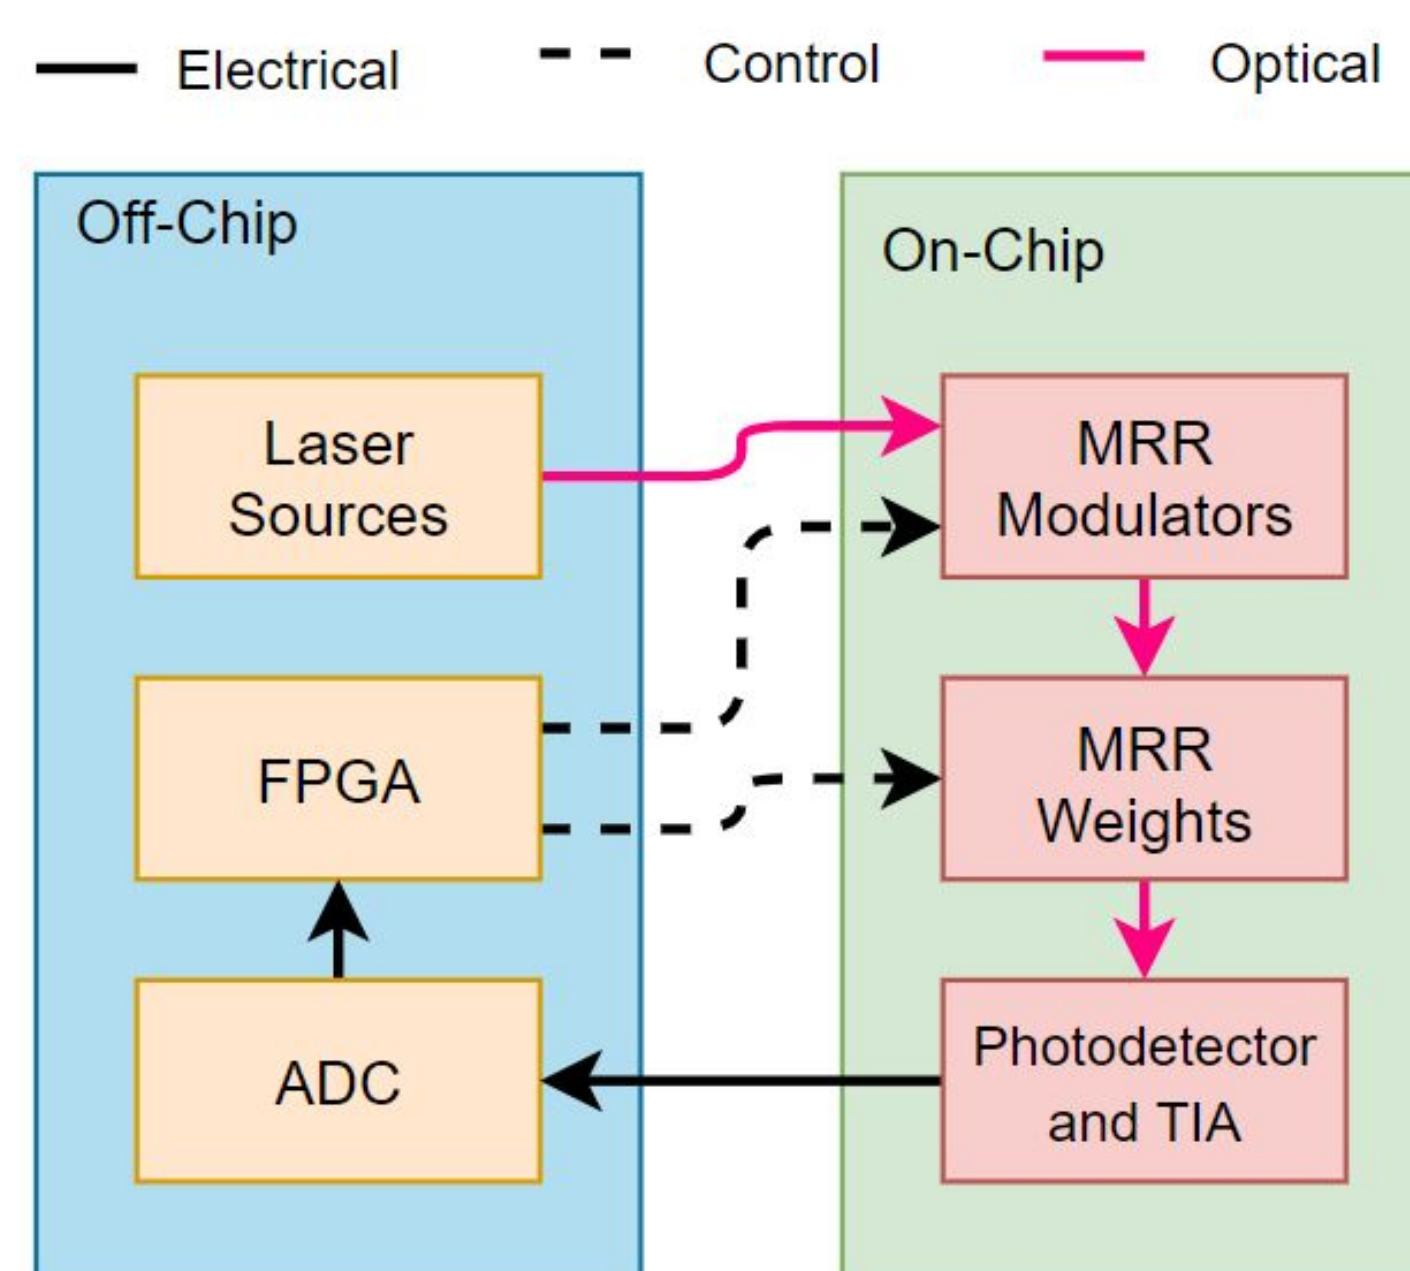 Electrical
Control
Optical
Off-Chip
On-Chip
Laser
Sources
MRR
Modulators
FPGA
MRR
Weights
ADC
Photodetector
and TIA